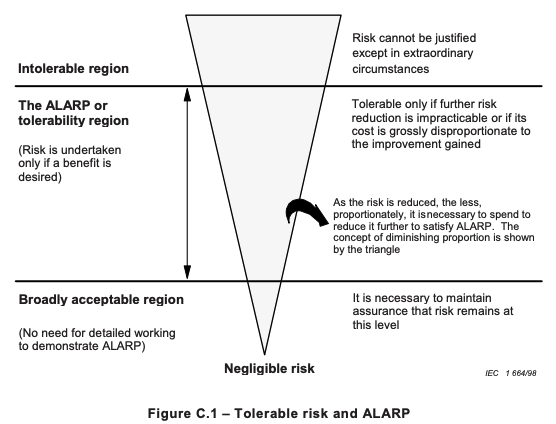 Risk cannot be justified
except in extraordinary
circumstances
Intolerable region
The ALARP or
tolerability region
(Risk is undertaken
only if a benefit is
desired)
Tolerable only if further risk
reduction is impracticable or if its
cost is grossly disproportionate to
the improvement gained
As the risk is reduced, the less,
proportionately, it is necessary to spend to
reduce it further to satisfy ALARP. The
concept of diminishing proportion is shown
by the triangle
Broadly acceptable region
(No need for detailed working
to demonstrate ALARP)
It is necessary to maintain
assurance that risk remains at
this level
Negligible risk
IEC 1 664/98
Figure C.1 – Tolerable risk and ALARP